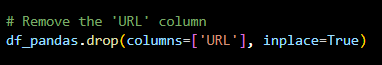 # Remove the 'URL' column
df_pandas.drop(columns=['URL'], inplace=True)